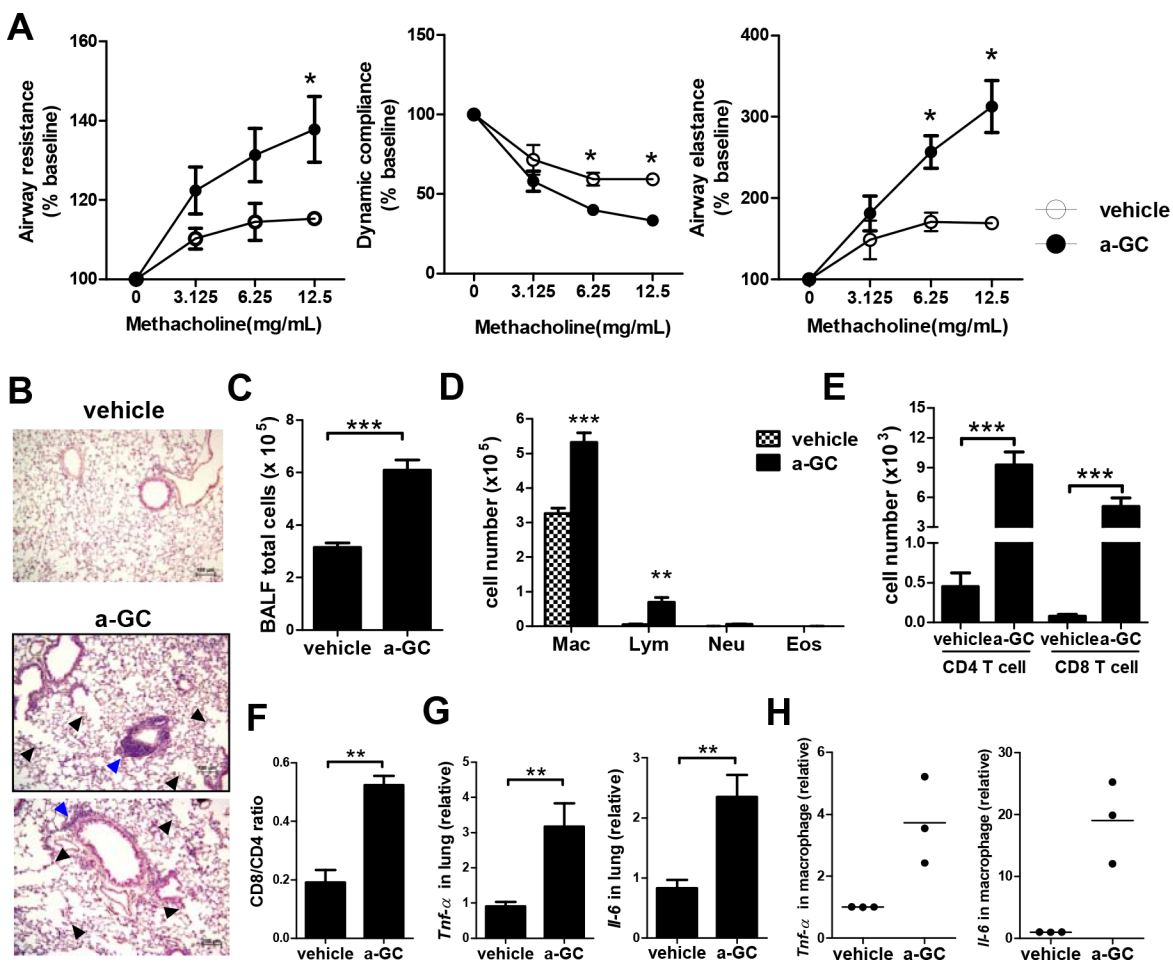 A
Airway resistance
(% baseline)
160
140
120
100
*
0 3.125 6.25 12.5
Methacholine(mg/mL)
Dynamic compliance
(% baseline)
150
100
50
0
* *
0 3.125 6.25 12.5
Methacholine(mg/mL)
Airway elastance
(% baseline)
400
300
200
100
* *
0 3.125 6.25 12.5
Methacholine(mg/mL)
vehicle
a-GC
B
vehicle
a-GC
C
BALF total cells (x 10 5)
8
6
4
2
0
***
vehicle a-GC
D
cell number (x10 5)
6
5
4
3
2
1
0
***
**
Mac Lym Neu Eos
vehicle
a-GC
E
cell number (x10 3)
15
12
9
6
3
1.0
0.5
0.0
***
***
vehicle a-GC vehicle a-GC
CD4 T cell CD8 T cell
F
CD8/CD4 ratio
0.6
0.4
0.2
0.0
**
vehicle a-GC
G
Tnf-α in lung (relative)
5
4
3
2
1
0
**
vehicle a-GC
Il-6 in lung (relative)
3
2
1
0
**
vehicle a-GC
H
Tnf-α in macrophage (relative)
6
4
2
0
vehicle a-GC
Il-6 in macrophage (relative)
30
20
10
0
vehicle a-GC